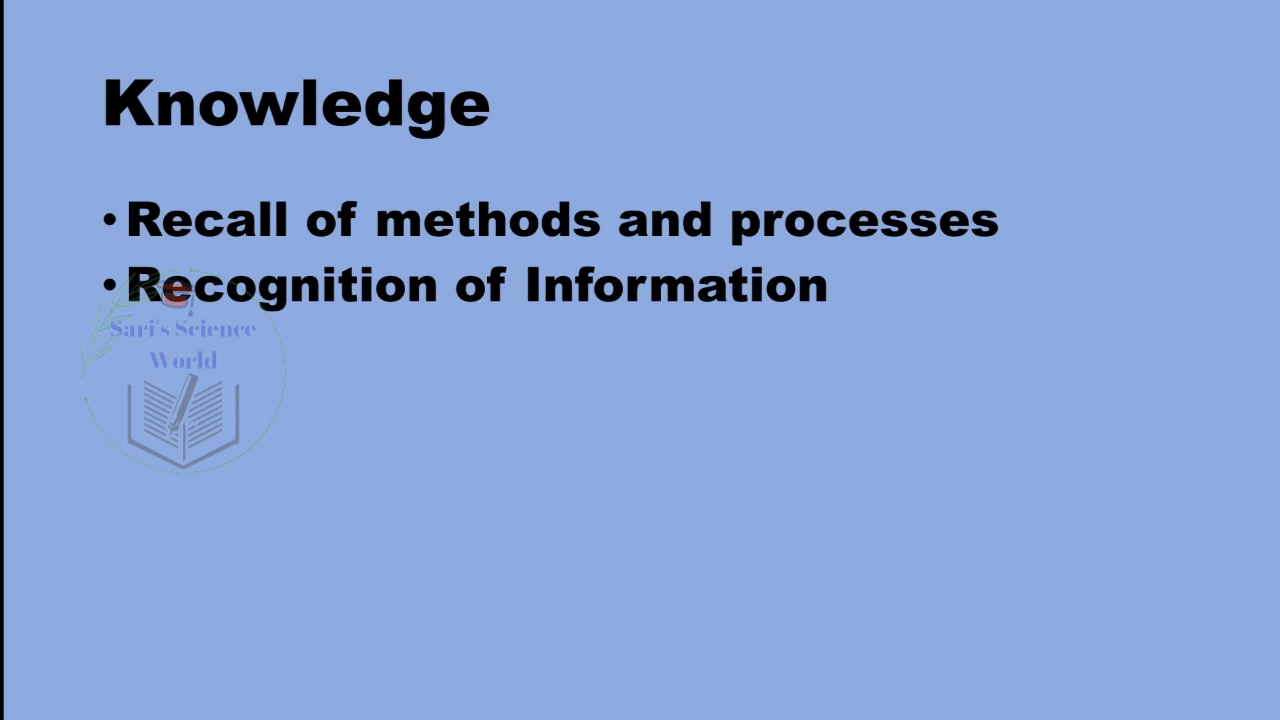 Knowledge
• Recall of methods and processes
• Recognition of Information
Sari's Science
World